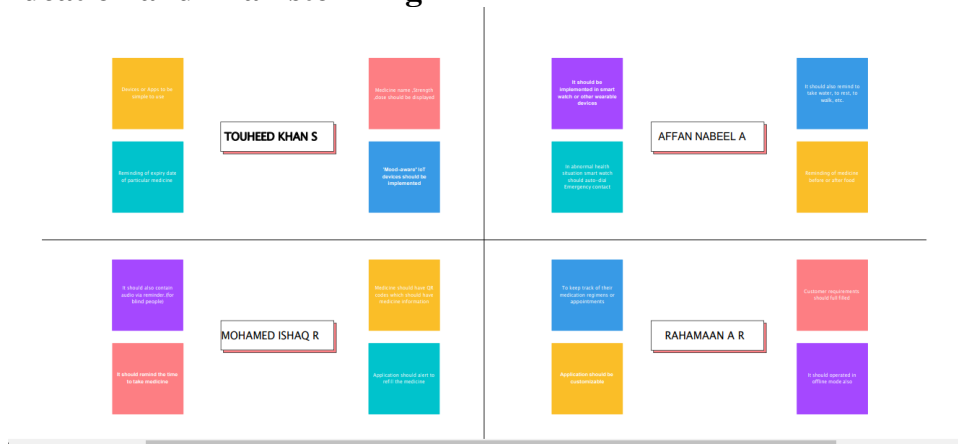 Devices or Apps to be
simple to use
Medicine name ,Strength
,dose should be displayed
TOUHEED KHAN S
Reminding of expiry date
of particular medicine
"Mood-aware" IoT
devices should be
implemented
It should be
implemented in smart
watch or other wearable
devices
It should also remind to
take water, to rest, to
walk, etc.
AFFAN NABEEL A
In abnormal health
situation smart watch
should auto-dial
Emergency contact
Reminding of medicine
before or after food
It should also contain
audio via reminder.(for
blind people)
Medicine should have QR
codes which should have
medicine information
MOHAMED ISHAQ R
It should remind the time
to take medicine
Application should alert to
refill the medicine
To keep track of their
medication regimens or
appointments
Customer requirements
should full filled
RAHAMAAN A R
Application should be
customizable
It should operated in
offline mode also